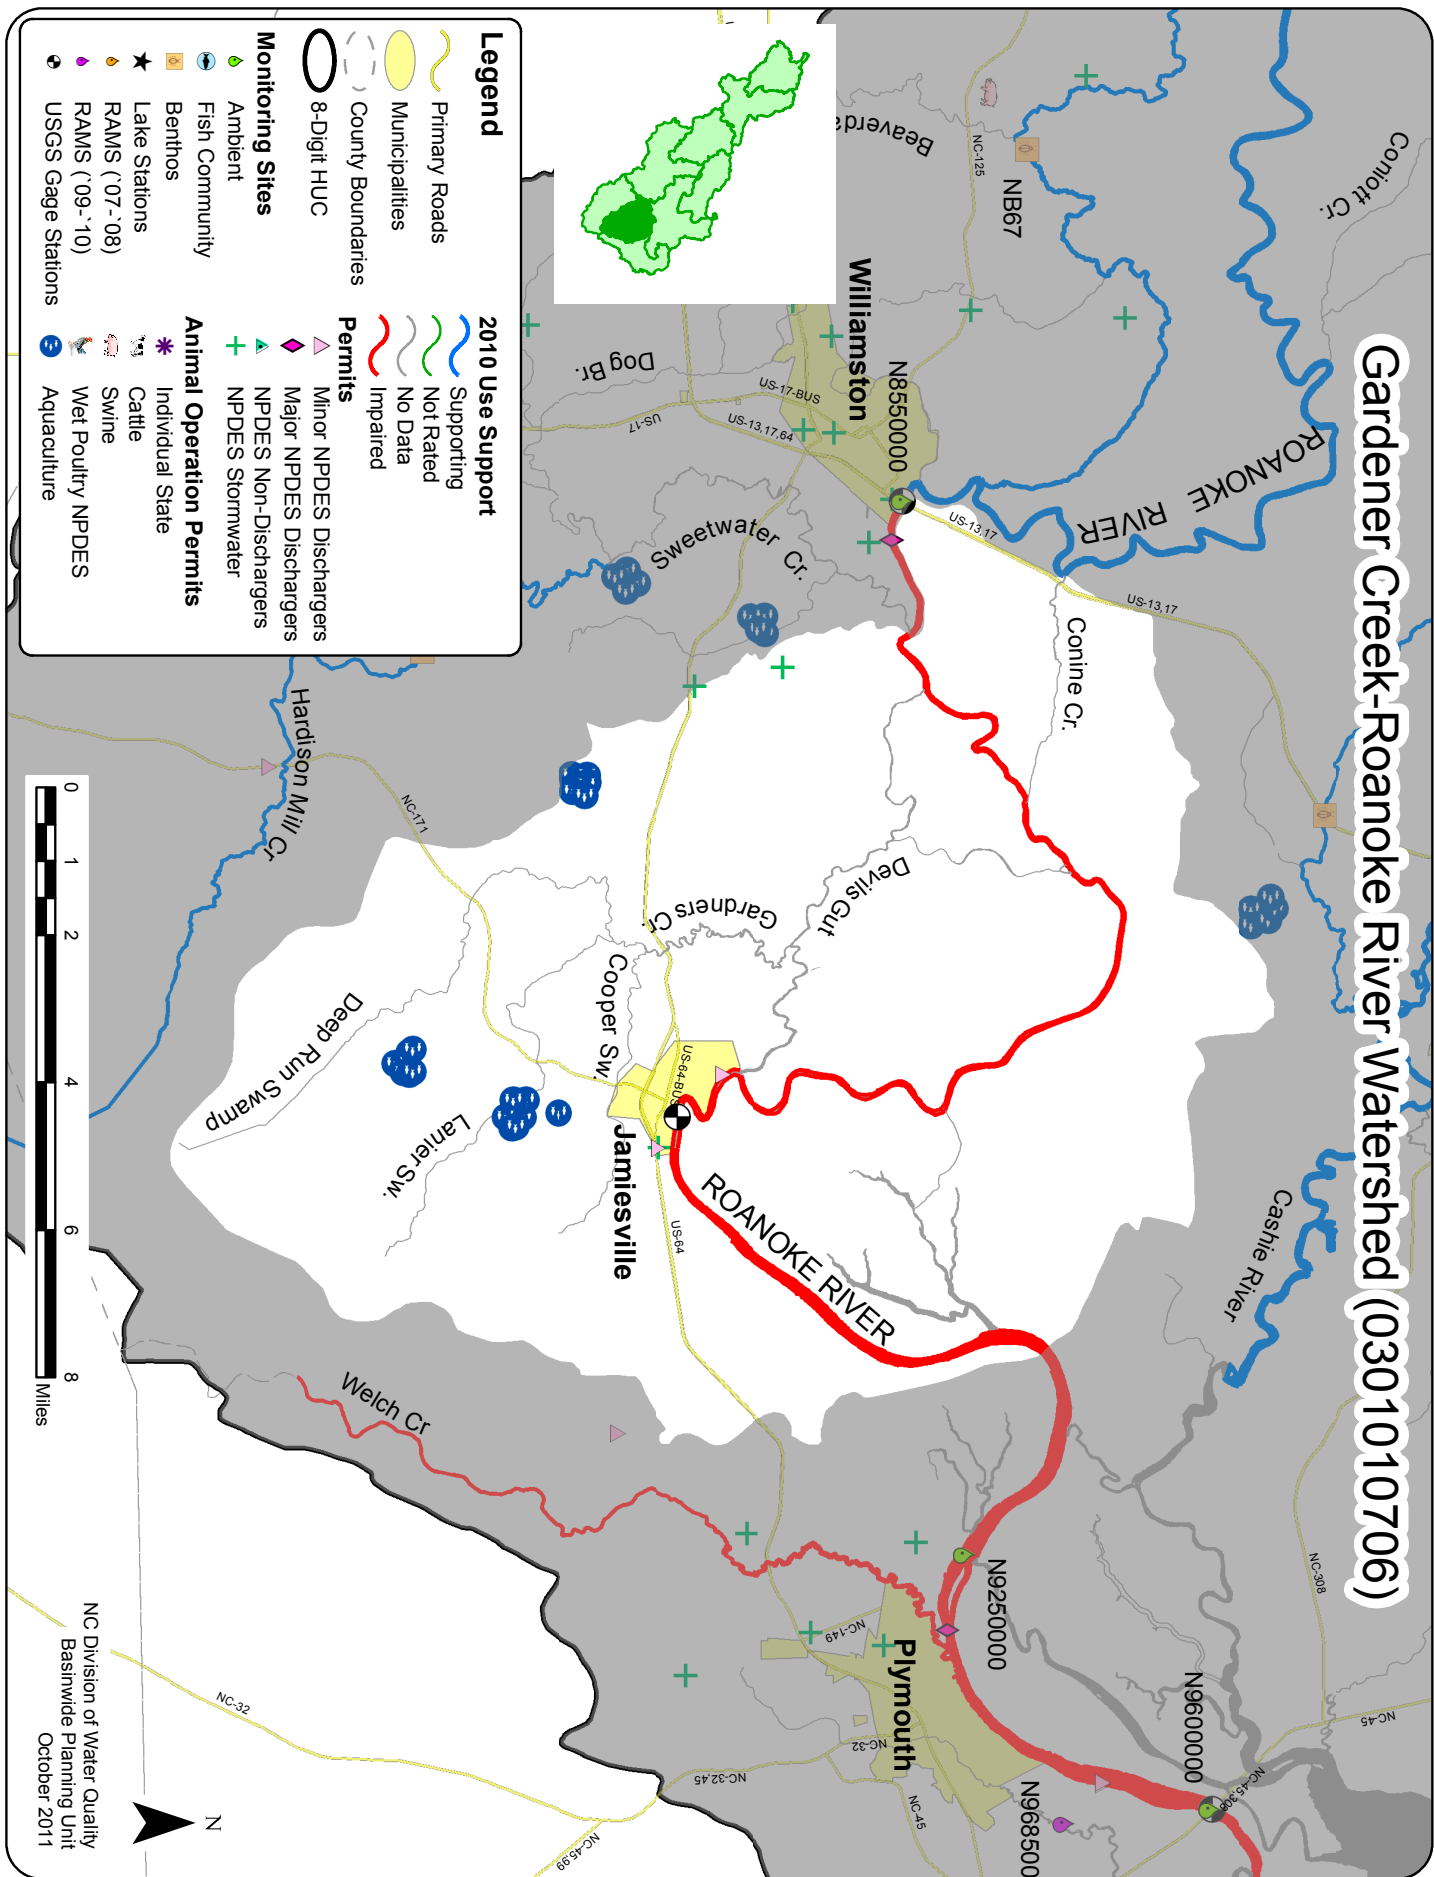 Gardener Creek-Roanoke River Watershed (0301010706)
Coniott Cr.
ROANOKE RIVER
NC-125
NB67
Williamston
N8550000
US-17-BUS
US-13,17,64
US-17
Dog Br.
Sweetwater Cr.
US-13,17
US-13,17
Conine Cr.
Devils Gut
Gardners Cr.
Cooper Sw.
US-64-BUS
Jamiesville
US-64
ROANOKE RIVER
Deep Run Swamp
Lanier Sw.
NC-171
Hardison Mill Cr
Welch Cr
Cashie River
NC-308
N9250000
Plymouth
NC-149
NC-32
NC-32,45
NC-45
N9600000
NC-45,308
NC-45
N968500
NC-32
NC-45,99
Legend
Primary Roads
Municipalities
County Boundaries
8-Digit HUC
Monitoring Sites
Ambient
Fish Community
Benthos
Lake Stations
RAMS ('07-`08)
RAMS ('09-`10)
USGS Gage Stations
2010 Use Support
Supporting
Not Rated
No Data
Impaired
Permits
Minor NPDES Dischargers
Major NPDES Dischargers
NPDES Non-Dischargers
NPDES Stormwater
Animal Operation Permits
Individual State
Cattle
Swine
Wet Poultry NPDES
Aquaculture
0 1 2 4 6 8
Miles
N
NC Division of Water Quality
Basinwide Planning Unit
October 2011